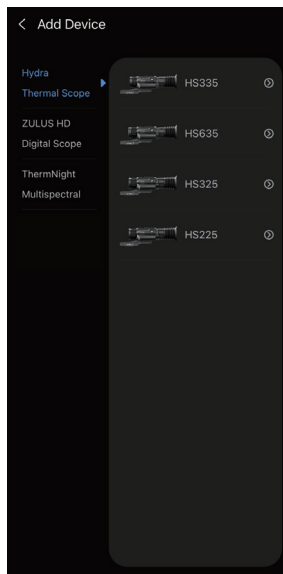 Add Device
Hydra
Thermal Scope
ZULUS HD
Digital Scope
ThermNight
Multispectral
HS335
HS635
HS325
HS225